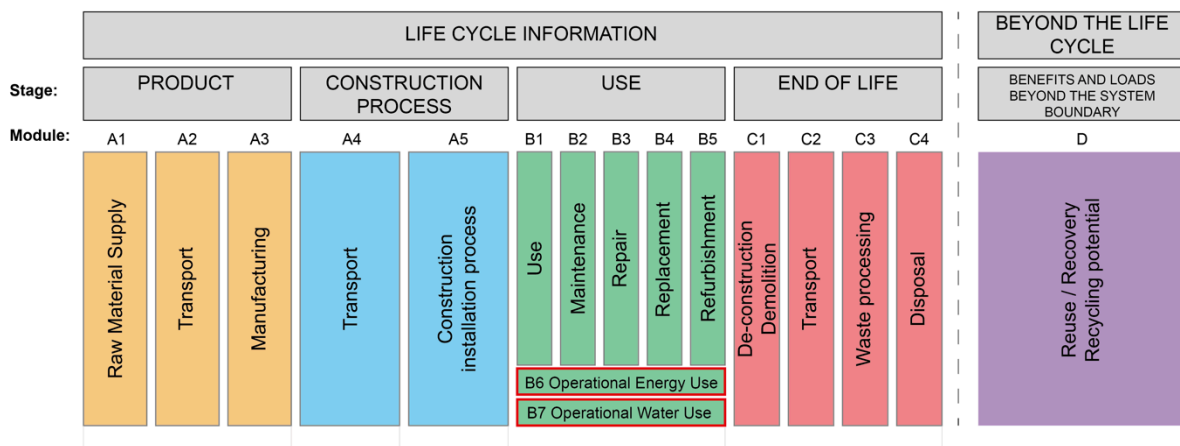 LIFE CYCLE INFORMATION
BEYOND THE LIFE
CYCLE
Stage:
PRODUCT
CONSTRUCTION
PROCESS
USE
END OF LIFE
BENEFITS AND LOADS
BEYOND THE SYSTEM
BOUNDARY
Module:
A1
A2
A3
A4
A5
B1
B2
B3
B4
B5
C1
C2
C3
C4
D
Raw Material Supply
Transport
Manufacturing
Transport
Construction
installation process
Use
Maintenance
Repair
Replacement
Refurbishment
B6 Operational Energy Use
B7 Operational Water Use
De-construction
Demolition
Transport
Waste processing
Disposal
Reuse / Recovery
Recycling potential